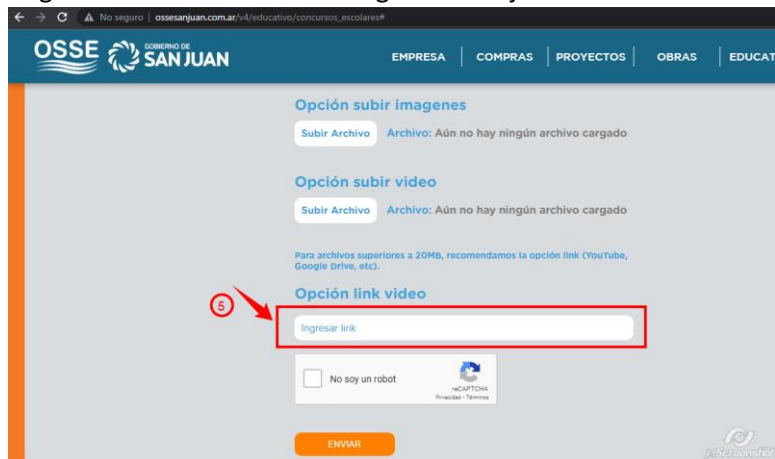 No seguro | ossesanjuan.com.ar/v4/educativo/concursos_escolares#
OSSE GOBIERNO DE SAN JUAN EMPRESA COMPRAS PROYECTOS OBRAS EDUCAT
Opción subir imagenes
Subir Archivo Archivo: Aún no hay ningún archivo cargado
Opción subir video
Subir Archivo Archivo: Aún no hay ningún archivo cargado
Para archivos superiores a 20MB, recomendamos la opción link (YouTube,
Google Drive, etc).
Opción link video
5
Ingresar link
No soy un robot
reCAPTCHA
Privacidad - Términos
ENVIAR